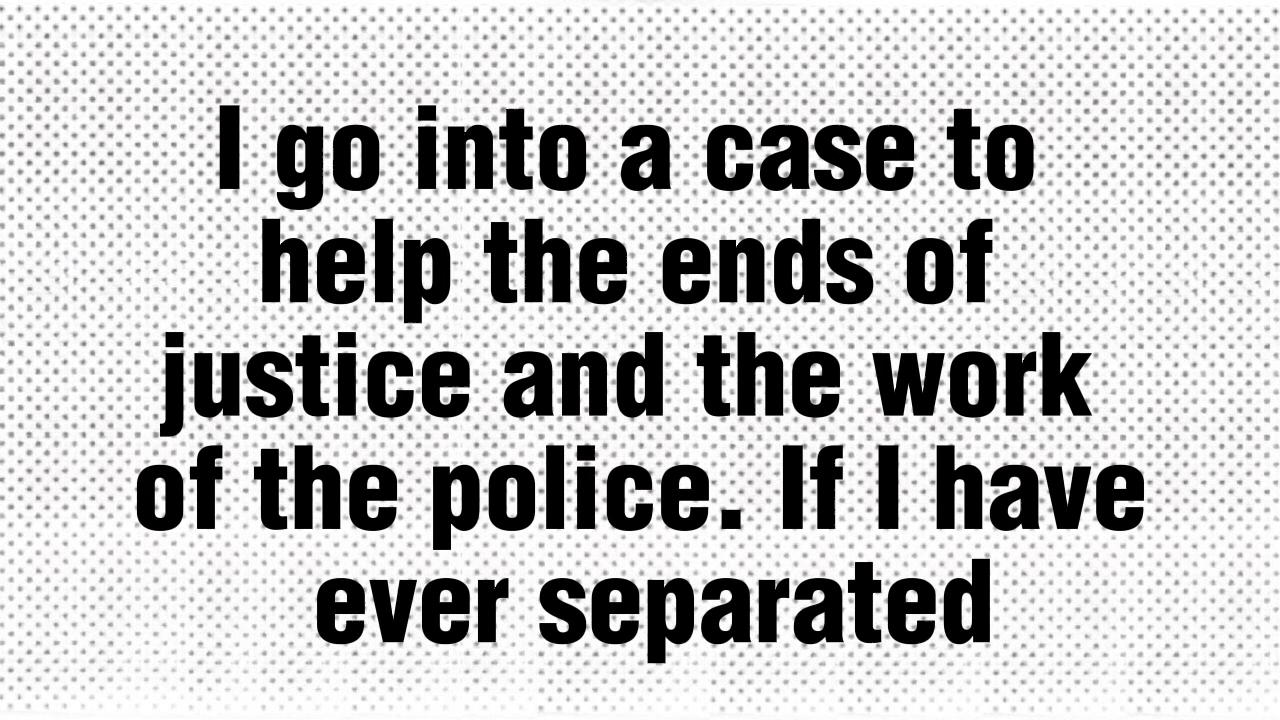 I go into a case to
help the ends of
justice and the work
of the police. If I have
ever separated